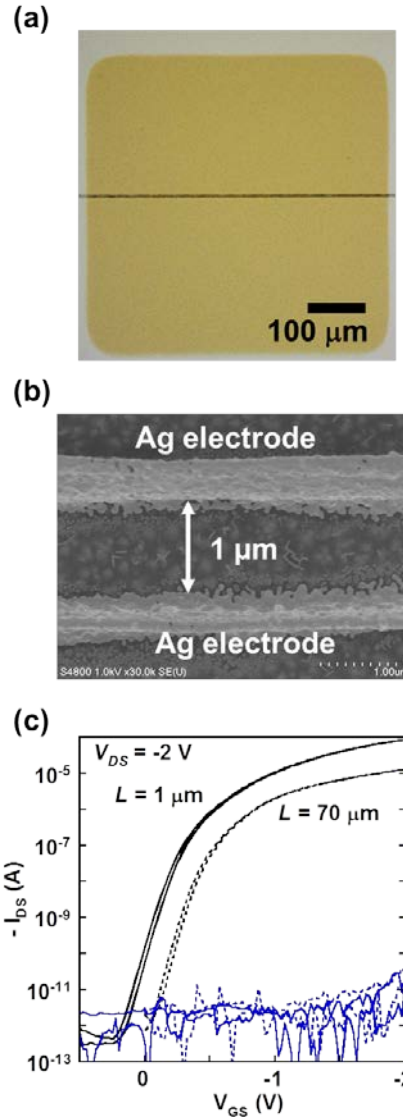 (a)
100 μm
(b)
Ag electrode
1 μm
Ag electrode
S4800 1.0kV x30.0k SE(U)
1.00um
(c)
V_DS = -2 V
L = 1 μm
L = 70 μm
10^-5
10^-7
10^-9
10^-11
10^-13
- I_DS (A)
0
-1
-2
V_GS (V)